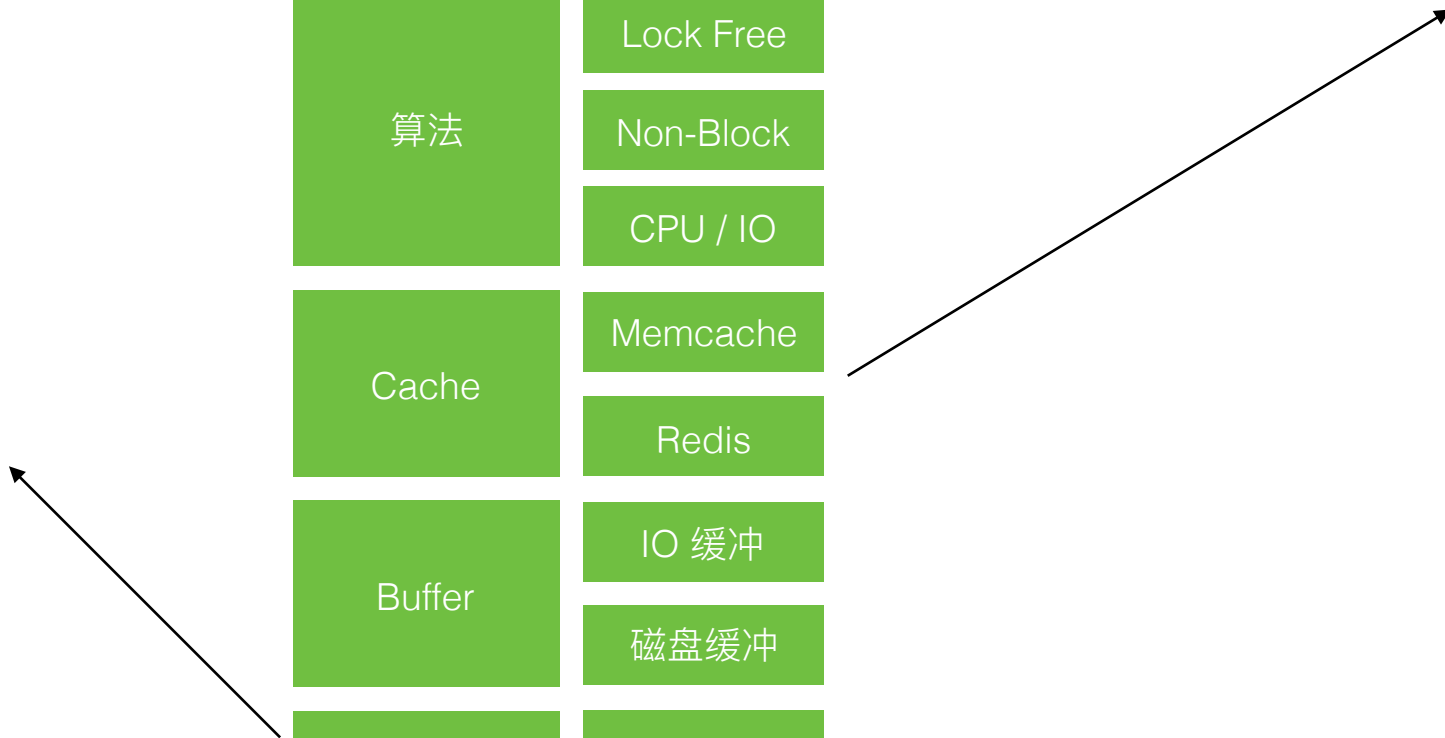 算法
Lock Free
Non-Block
CPU / IO
Cache
Memcache
Redis
Buffer
IO 缓冲
磁盘缓冲